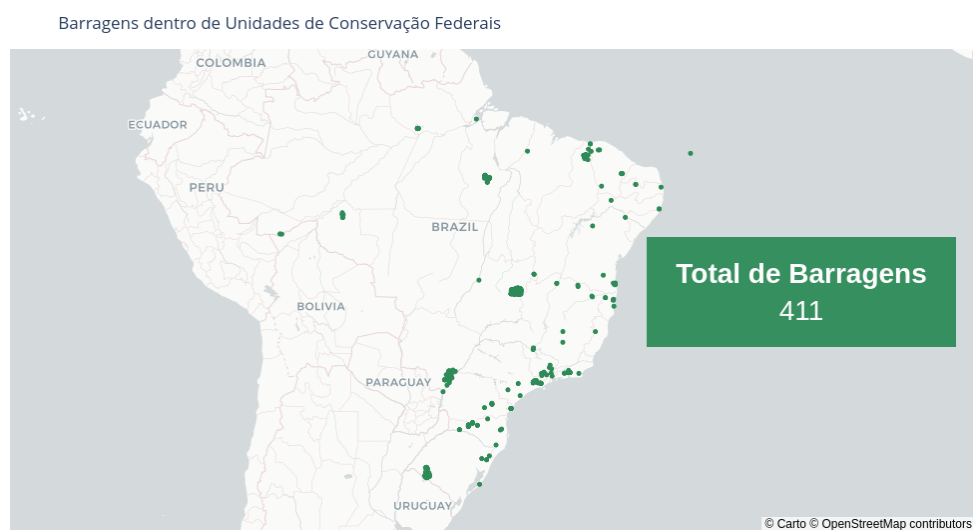 Barragens dentro de Unidades de Conservação Federais
GUYANA
COLOMBIA
ECUADOR
PERU
BRAZIL
Total de Barragens
411
BOLIVIA
PARAGUAY
URUGUAY
© Carto © OpenStreetMap contributors